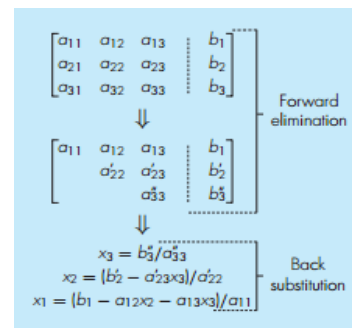 a11 a12 a13 b1
a21 a22 a23 b2
a31 a32 a33 b3
⇓
Forward
elimination
a11 a12 a13 b1
a′22 a′23 b′2
a″33 b″3
⇓
x3 = b″3/a″33
x2 = (b′2 − a′23x3)/a′22
x1 = (b1 − a12x2 − a13x3)/a11
Back
substitution